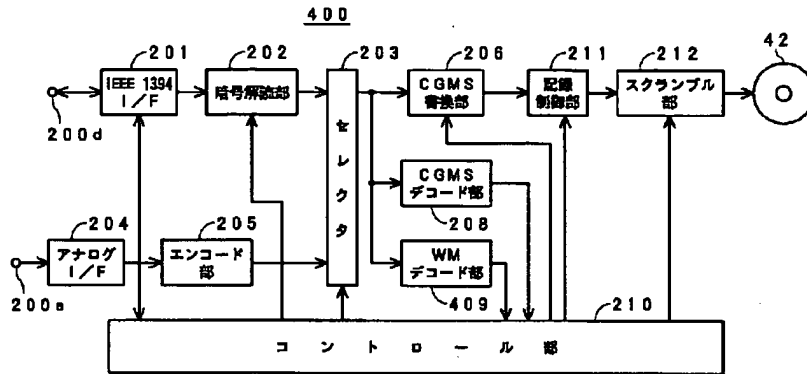 400
201
202
203
206
211
212
42
IEEE 1394
I/F
暗号解読部
セレクタ
CGMS
書換部
記録
制御部
スクランブル
部
200d
CGMS
デコード部
208
204
205
アナログ
I/F
エンコード
部
WM
デコード部
409
200a
210
コントロール部